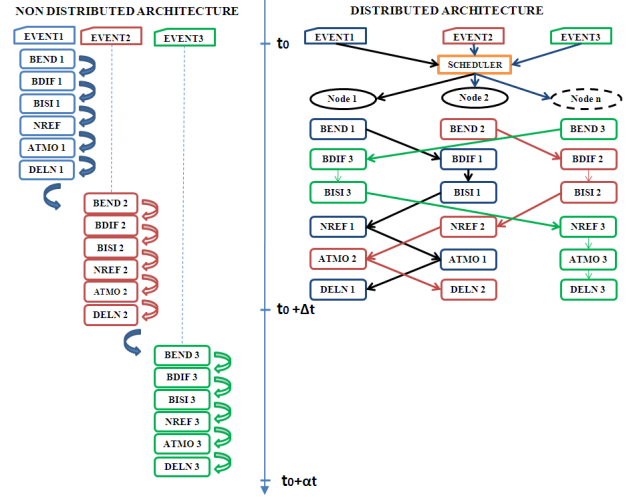 NON DISTRIBUTED ARCHITECTURE
EVENT1
EVENT2
EVENT3
BEND 1
BDIF 1
BISI 1
NREF
ATMO 1
DELN 1
BEND 2
BDIF 2
BISI 2
NREF 2
ATMO 2
DELN 2
BEND 3
BDIF 3
BISI 3
NREF 3
ATMO 3
DELN 3
t₀
t₀ +Δt
t₀+αt
DISTRIBUTED ARCHITECTURE
EVENT1
EVENT2
EVENT3
SCHEDULER
Node 1
Node 2
Node n
BEND 1
BEND 2
BEND 3
BDIF 3
BDIF 1
BDIF 2
BISI 3
BISI 1
BISI 2
NREF 1
NREF 2
NREF 3
ATMO 2
ATMO 1
ATMO 3
DELN 1
DELN 2
DELN 3